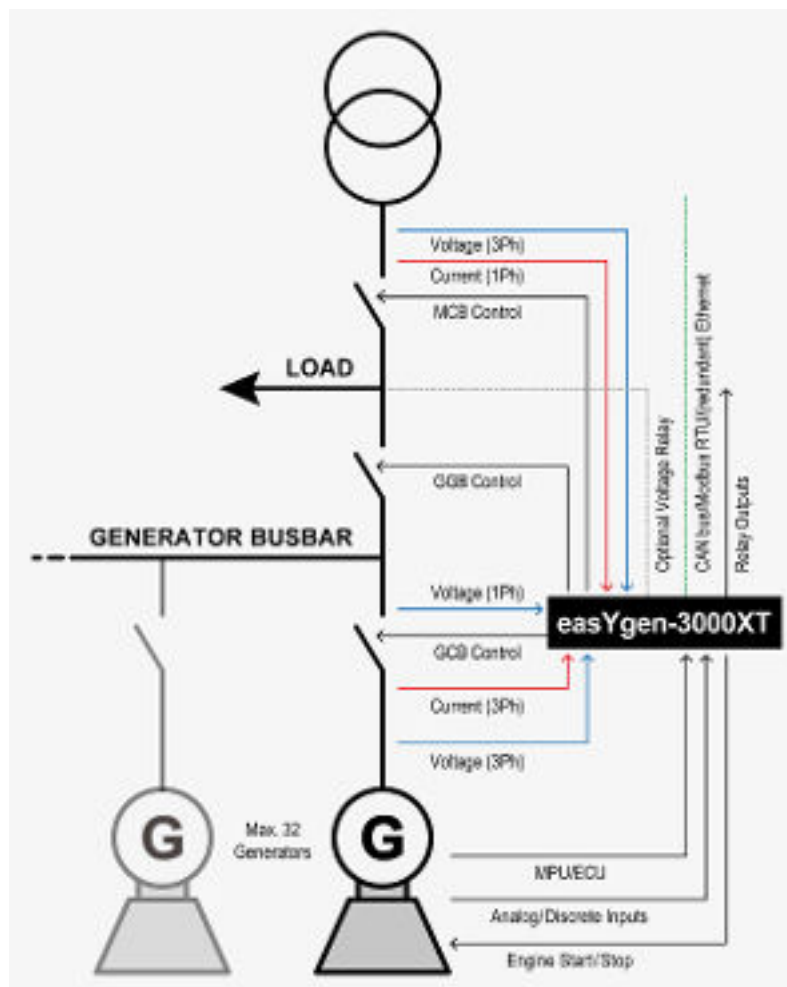 Voltage (3Ph)
Current (1Ph)
MCB Control
LOAD
GGB Control
Optional Voltage Relay
CAN bus/Modbus RTU/(redundant) Ethernet
Relay Outputs
GENERATOR BUSBAR
Voltage (1Ph)
easYgen-3000XT
GCB Control
Current (3Ph)
Voltage (3Ph)
G
Max. 32
Generators
G
MPU/ECU
Analog/Discrete Inputs
Engine Start/Stop